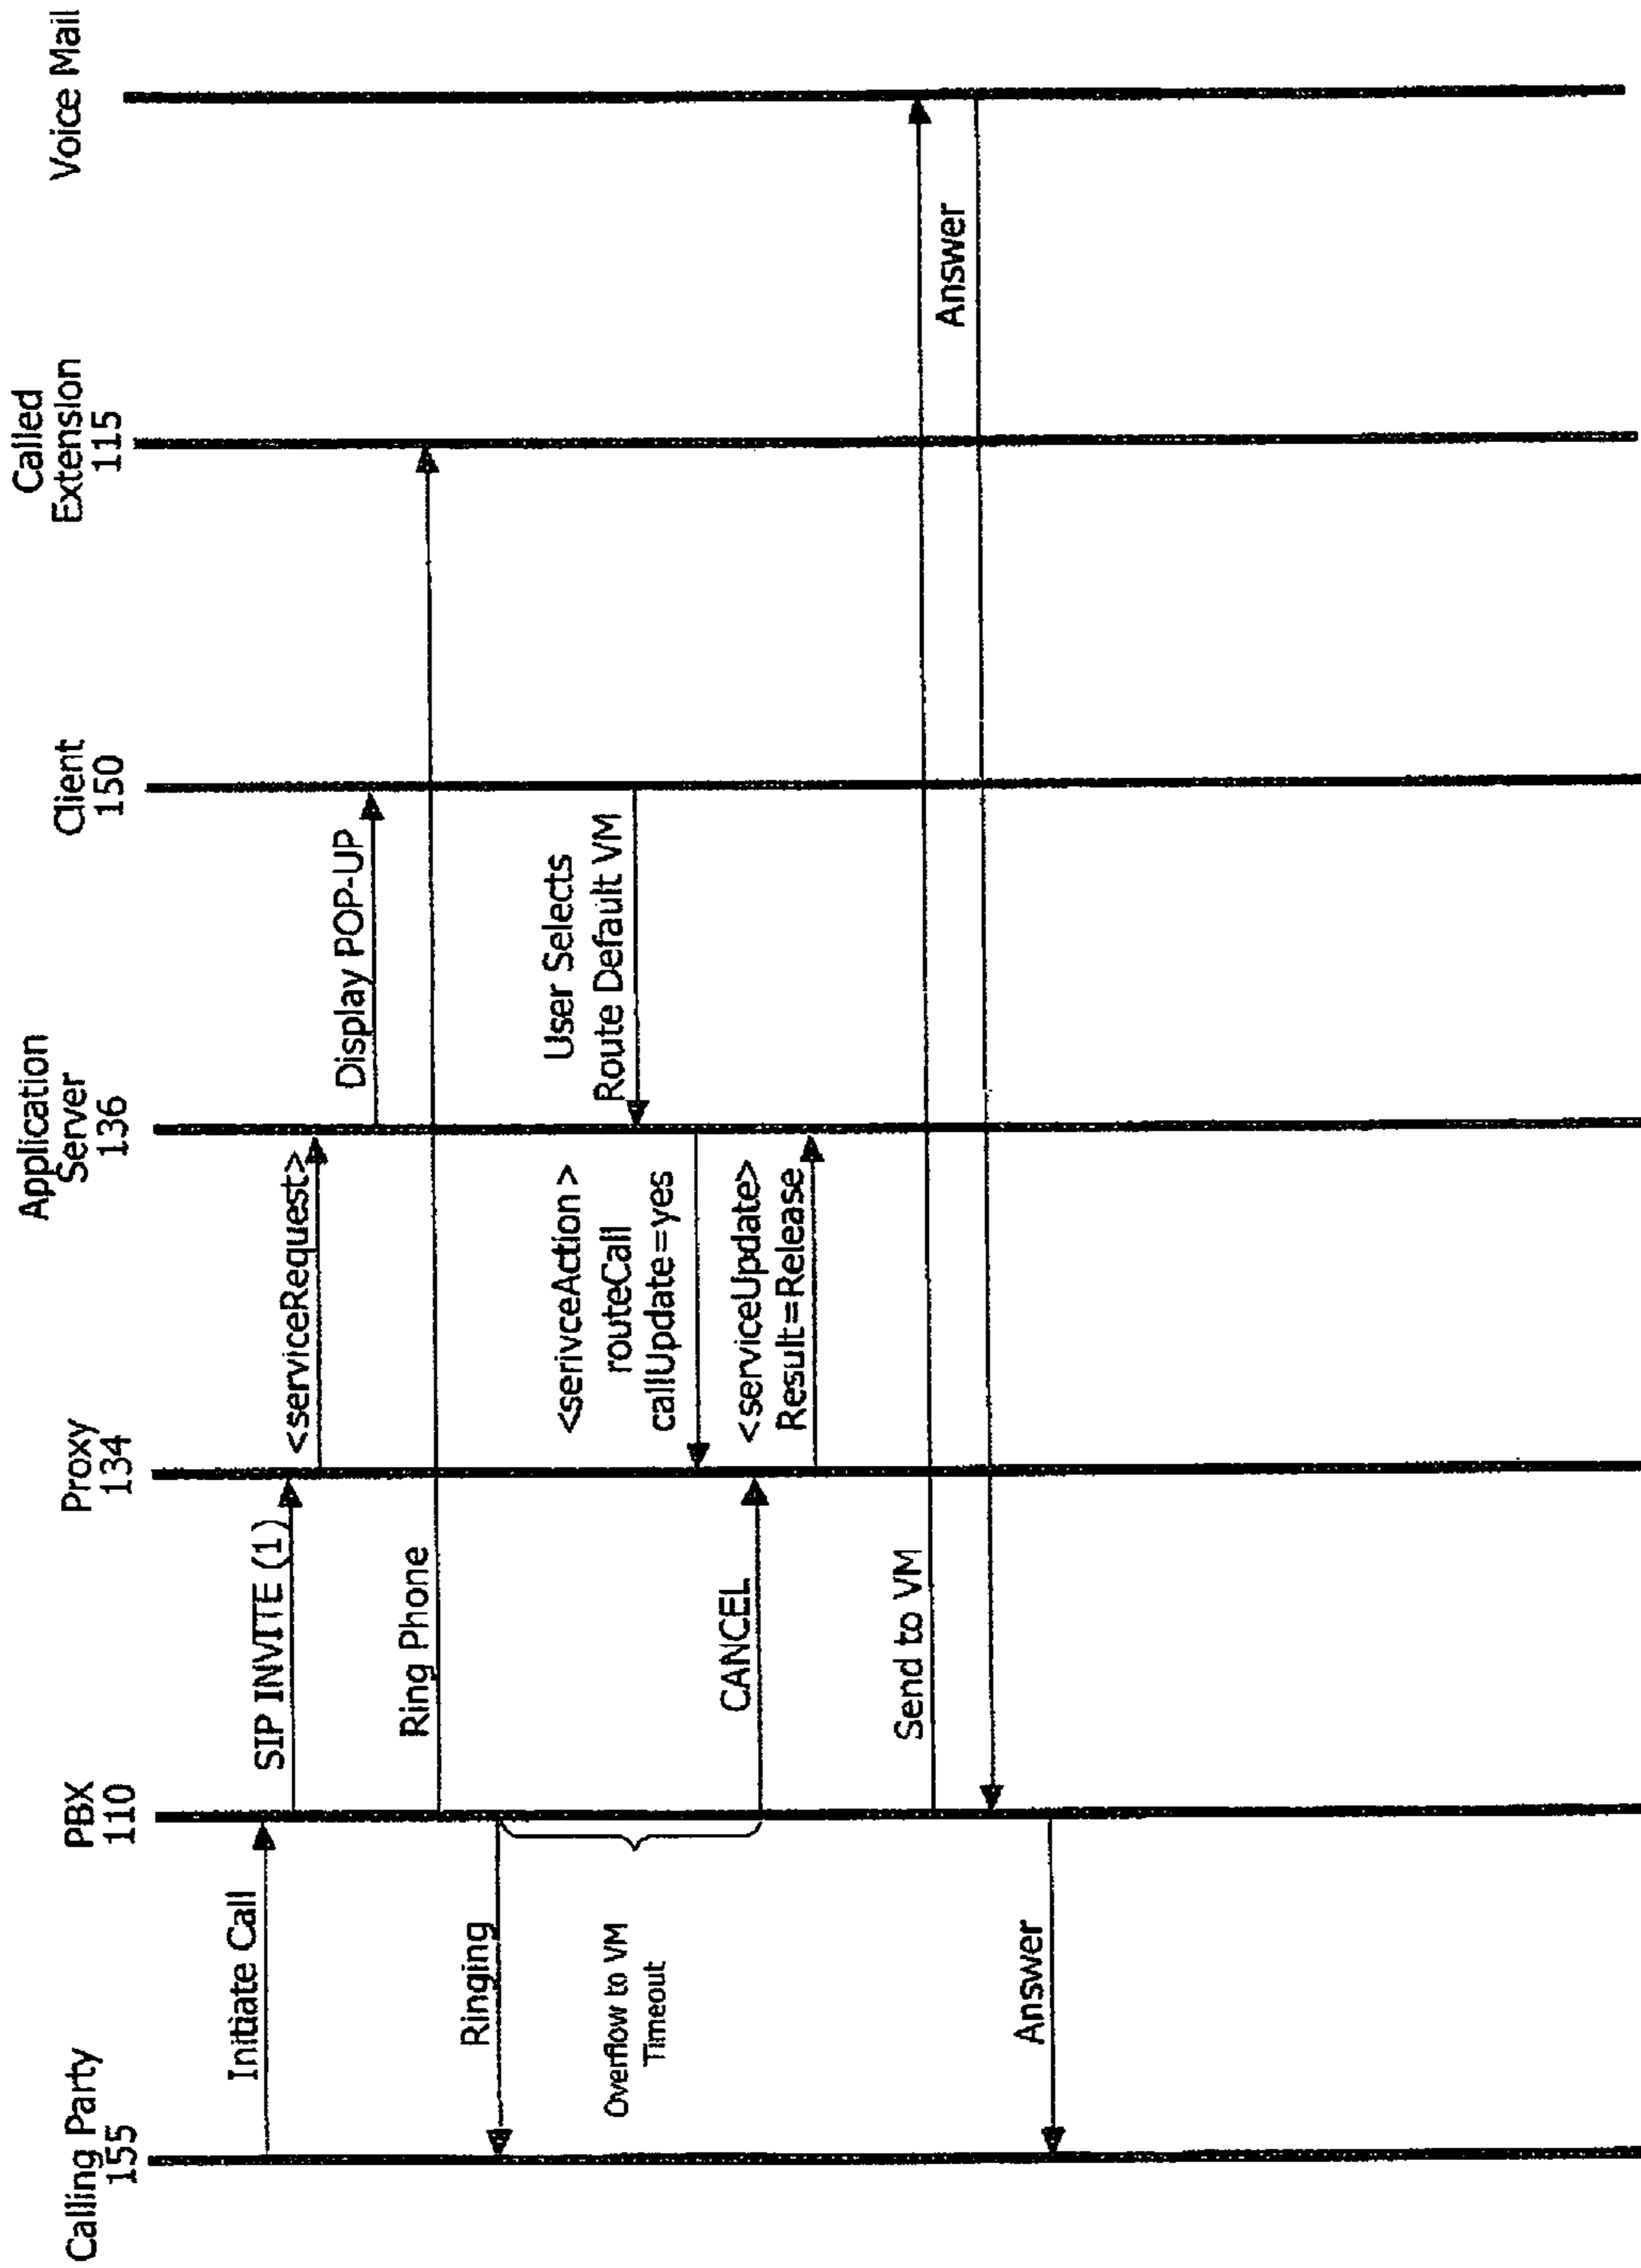 Calling Party
155
PBX
110
Proxy
134
Application
Server
136
Client
150
Called
Extension
115
Voice Mail
Initiate Call
SIP INVITE (1)
<serviceRequest>
Display POP-UP
Ring Phone
Ringing
Overflow to VM
Timeout
User Selects
Route Default VM
<serivceAction>
routeCall
callUpdate=yes
CANCEL
<serviceUpdate>
Result=Release
Send to VM
Answer
Answer